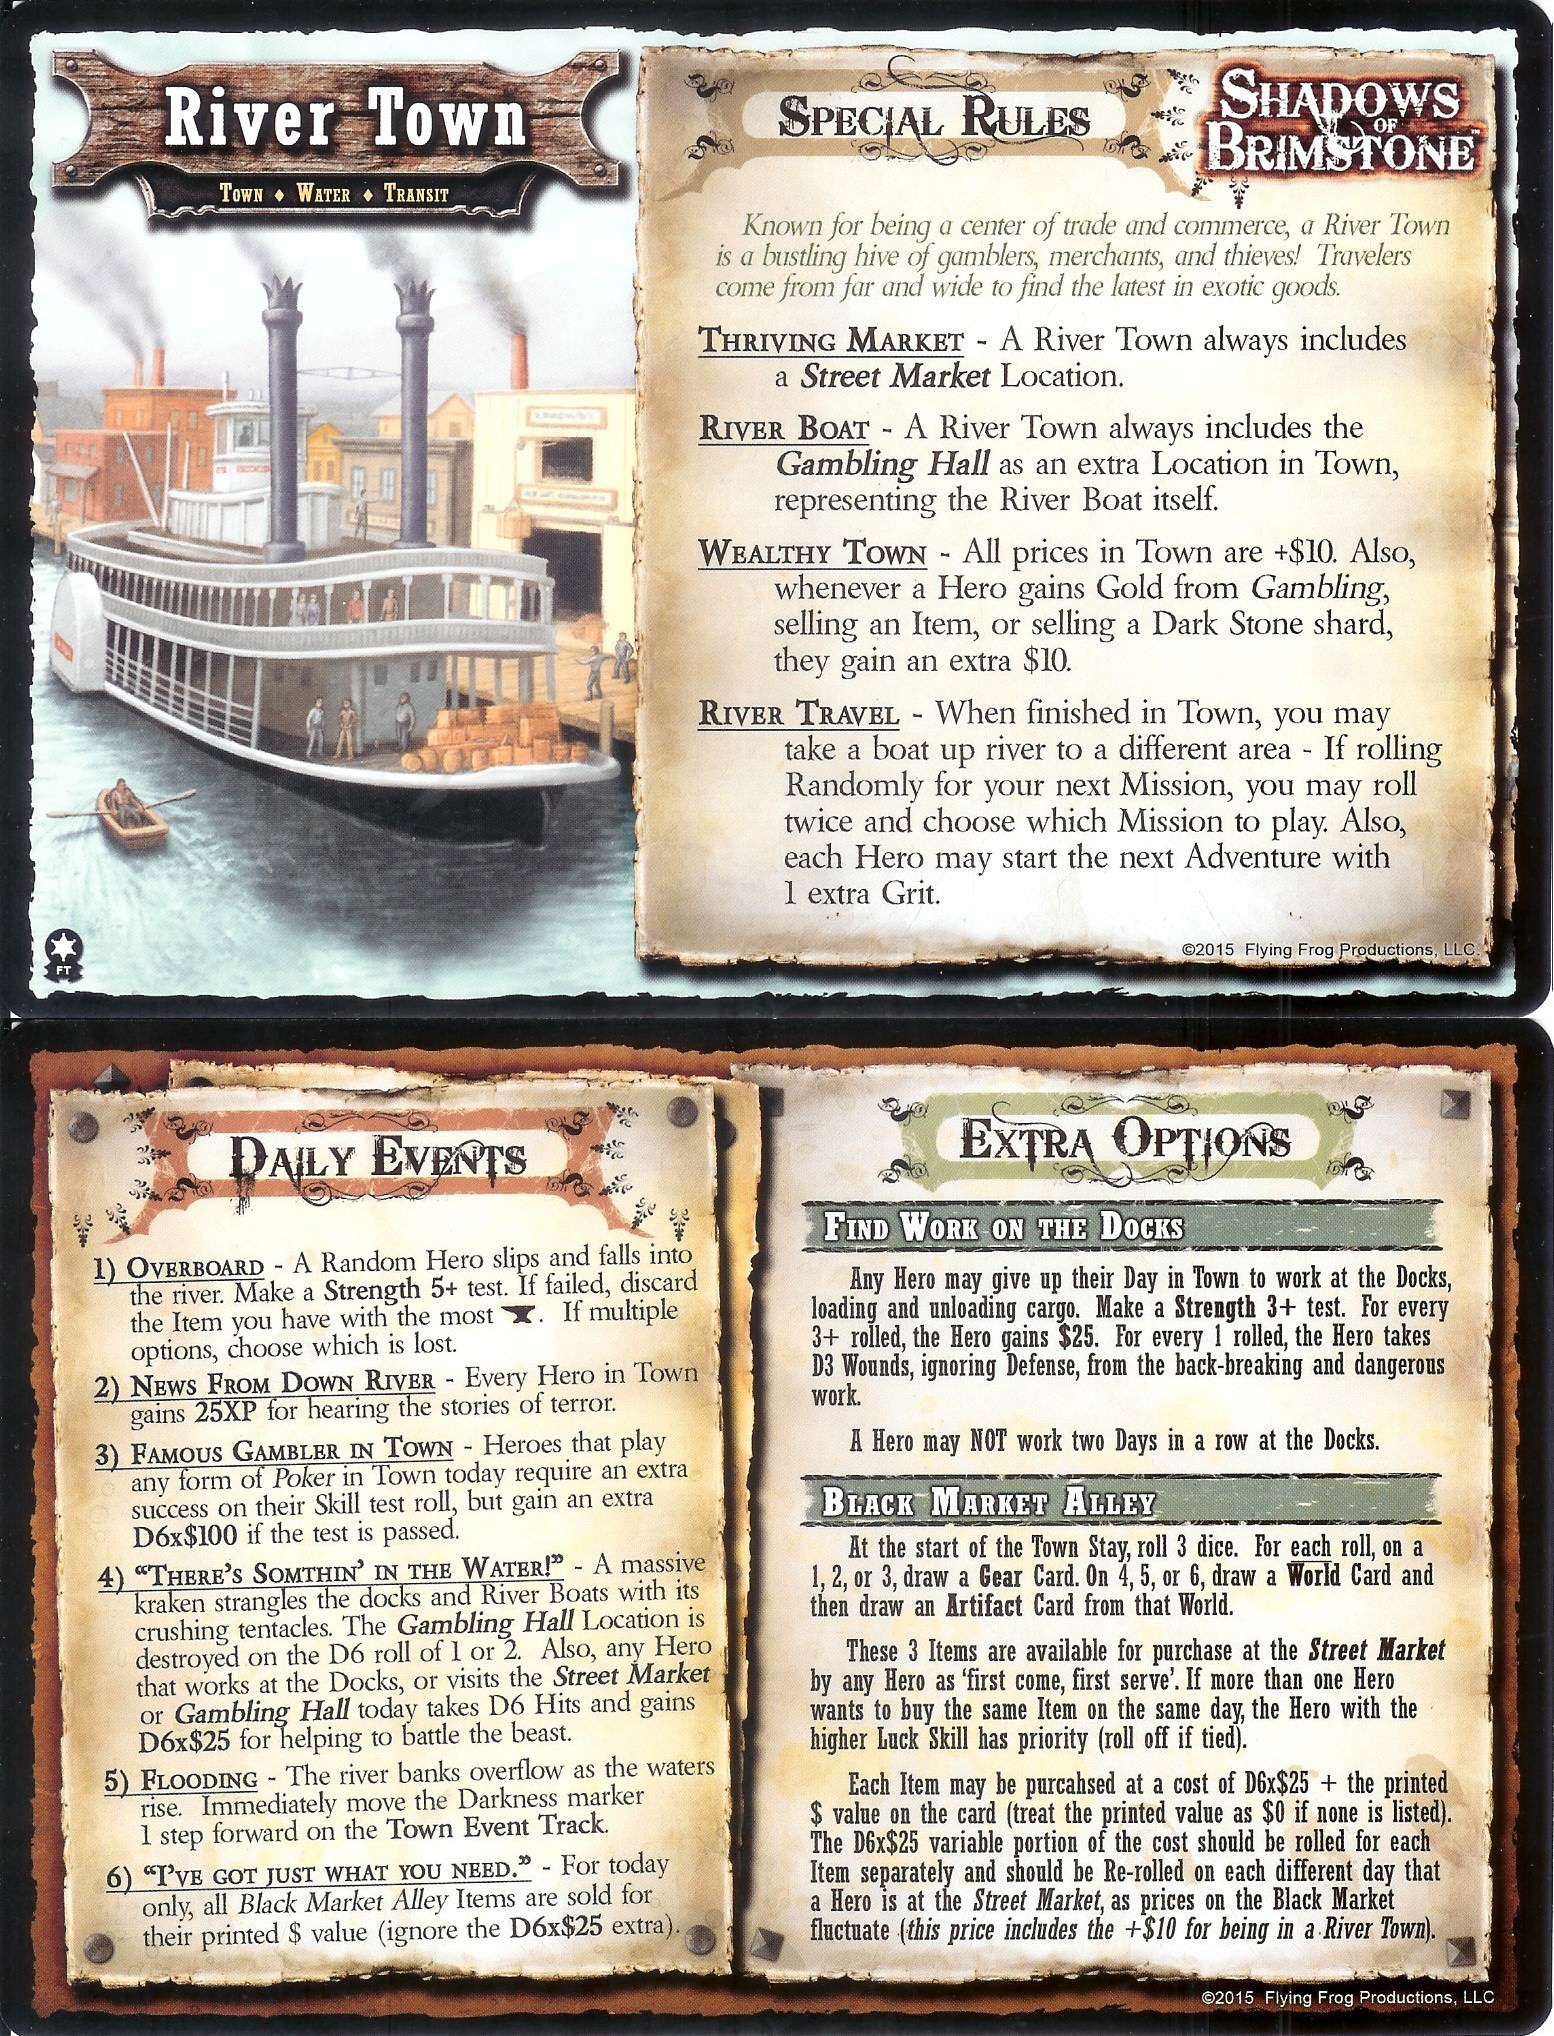 River Town
Town ♦ Water ♦ Transit
Special Rules
Shadows
of
Brimstone™
Known for being a center of trade and commerce, a River Town
is a bustling hive of gamblers, merchants, and thieves! Travelers
come from far and wide to find the latest in exotic goods.
Thriving Market - A River Town always includes
a Street Market Location.
River Boat - A River Town always includes the
Gambling Hall as an extra Location in Town,
representing the River Boat itself.
Wealthy Town - All prices in Town are +$10. Also,
whenever a Hero gains Gold from Gambling,
selling an Item, or selling a Dark Stone shard,
they gain an extra $10.
River Travel - When finished in Town, you may
take a boat up river to a different area - If rolling
Randomly for your next Mission, you may roll
twice and choose which Mission to play. Also,
each Hero may start the next Adventure with
1 extra Grit.
FT
©2015 Flying Frog Productions, LLC
Daily Events
1) Overboard - A Random Hero slips and falls into
the river. Make a Strength 5+ test. If failed, discard
the Item you have with the most . If multiple
options, choose which is lost.
2) News From Down River - Every Hero in Town
gains 25XP for hearing the stories of terror.
3) Famous Gambler in Town - Heroes that play
any form of Poker in Town today require an extra
success on their Skill test roll, but gain an extra
D6x$100 if the test is passed.
4) “There’s Somthin’ in the Water!” - A massive
kraken strangles the docks and River Boats with its
crushing tentacles. The Gambling Hall Location is
destroyed on the D6 roll of 1 or 2. Also, any Hero
that works at the Docks, or visits the Street Market
or Gambling Hall today takes D6 Hits and gains
D6x$25 for helping to battle the beast.
5) Flooding - The river banks overflow as the waters
rise. Immediately move the Darkness marker
1 step forward on the Town Event Track.
6) “I’ve got just what you need.” - For today
only, all Black Market Alley Items are sold for
their printed $ value (ignore the D6x$25 extra).
Extra Options
Find Work on the Docks
Any Hero may give up their Day in Town to work at the Docks,
loading and unloading cargo. Make a Strength 3+ test. For every
3+ rolled, the Hero gains $25. For every 1 rolled, the Hero takes
D3 Wounds, ignoring Defense, from the back-breaking and dangerous
work.
A Hero may NOT work two Days in a row at the Docks.
Black Market Alley
At the start of the Town Stay, roll 3 dice. For each roll, on a
1, 2, or 3, draw a Gear Card. On 4, 5, or 6, draw a World Card and
then draw an Artifact Card from that World.
These 3 Items are available for purchase at the Street Market
by any Hero as ‘first come, first serve’. If more than one Hero
wants to buy the same Item on the same day, the Hero with the
higher Luck Skill has priority (roll off if tied).
Each Item may be purcahsed at a cost of D6x$25 + the printed
$ value on the card (treat the printed value as $0 if none is listed).
The D6x$25 variable portion of the cost should be rolled for each
Item separately and should be Re-rolled on each different day that
a Hero is at the Street Market, as prices on the Black Market
fluctuate (this price includes the +$10 for being in a River Town).
©2015 Flying Frog Productions, LLC